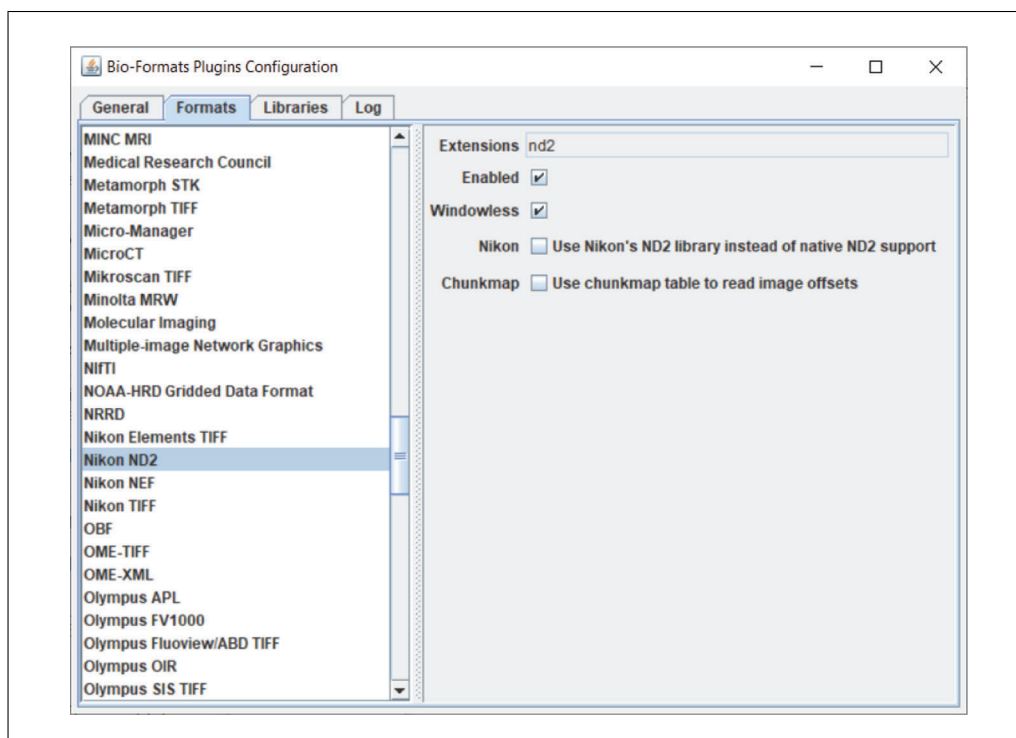 Bio-Formats Plugins Configuration
General Formats Libraries Log
MINC MRI
Medical Research Council
Metamorph STK
Metamorph TIFF
Micro-Manager
MicroCT
Mikroscan TIFF
Minolta MRW
Molecular Imaging
Multiple-image Network Graphics
NIfTI
NOAA-HRD Gridded Data Format
NRRD
Nikon Elements TIFF
Nikon ND2
Nikon NEF
Nikon TIFF
OBF
OME-TIFF
OME-XML
Olympus APL
Olympus FV1000
Olympus Fluoview/ABD TIFF
Olympus OIR
Olympus SIS TIFF
Extensions nd2
Enabled
Windowless
Nikon Use Nikon's ND2 library instead of native ND2 support
Chunkmap Use chunkmap table to read image offsets